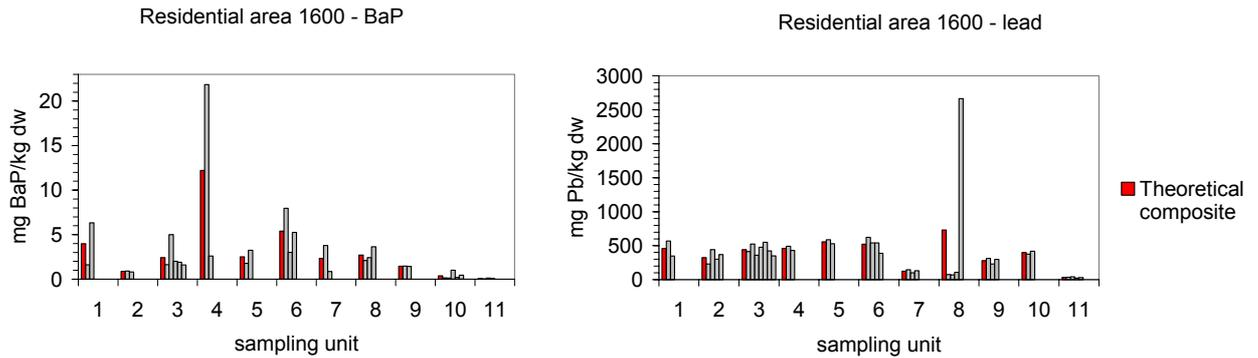 Residential area 1600 - BaP
mg BaP/kg dw
20
15
10
5
0
1 2 3 4 5 6 7 8 9 10 11
sampling unit
Residential area 1600 - lead
mg Pb/kg dw
3000
2500
2000
1500
1000
500
0
1 2 3 4 5 6 7 8 9 10 11
sampling unit
Theoretical
composite